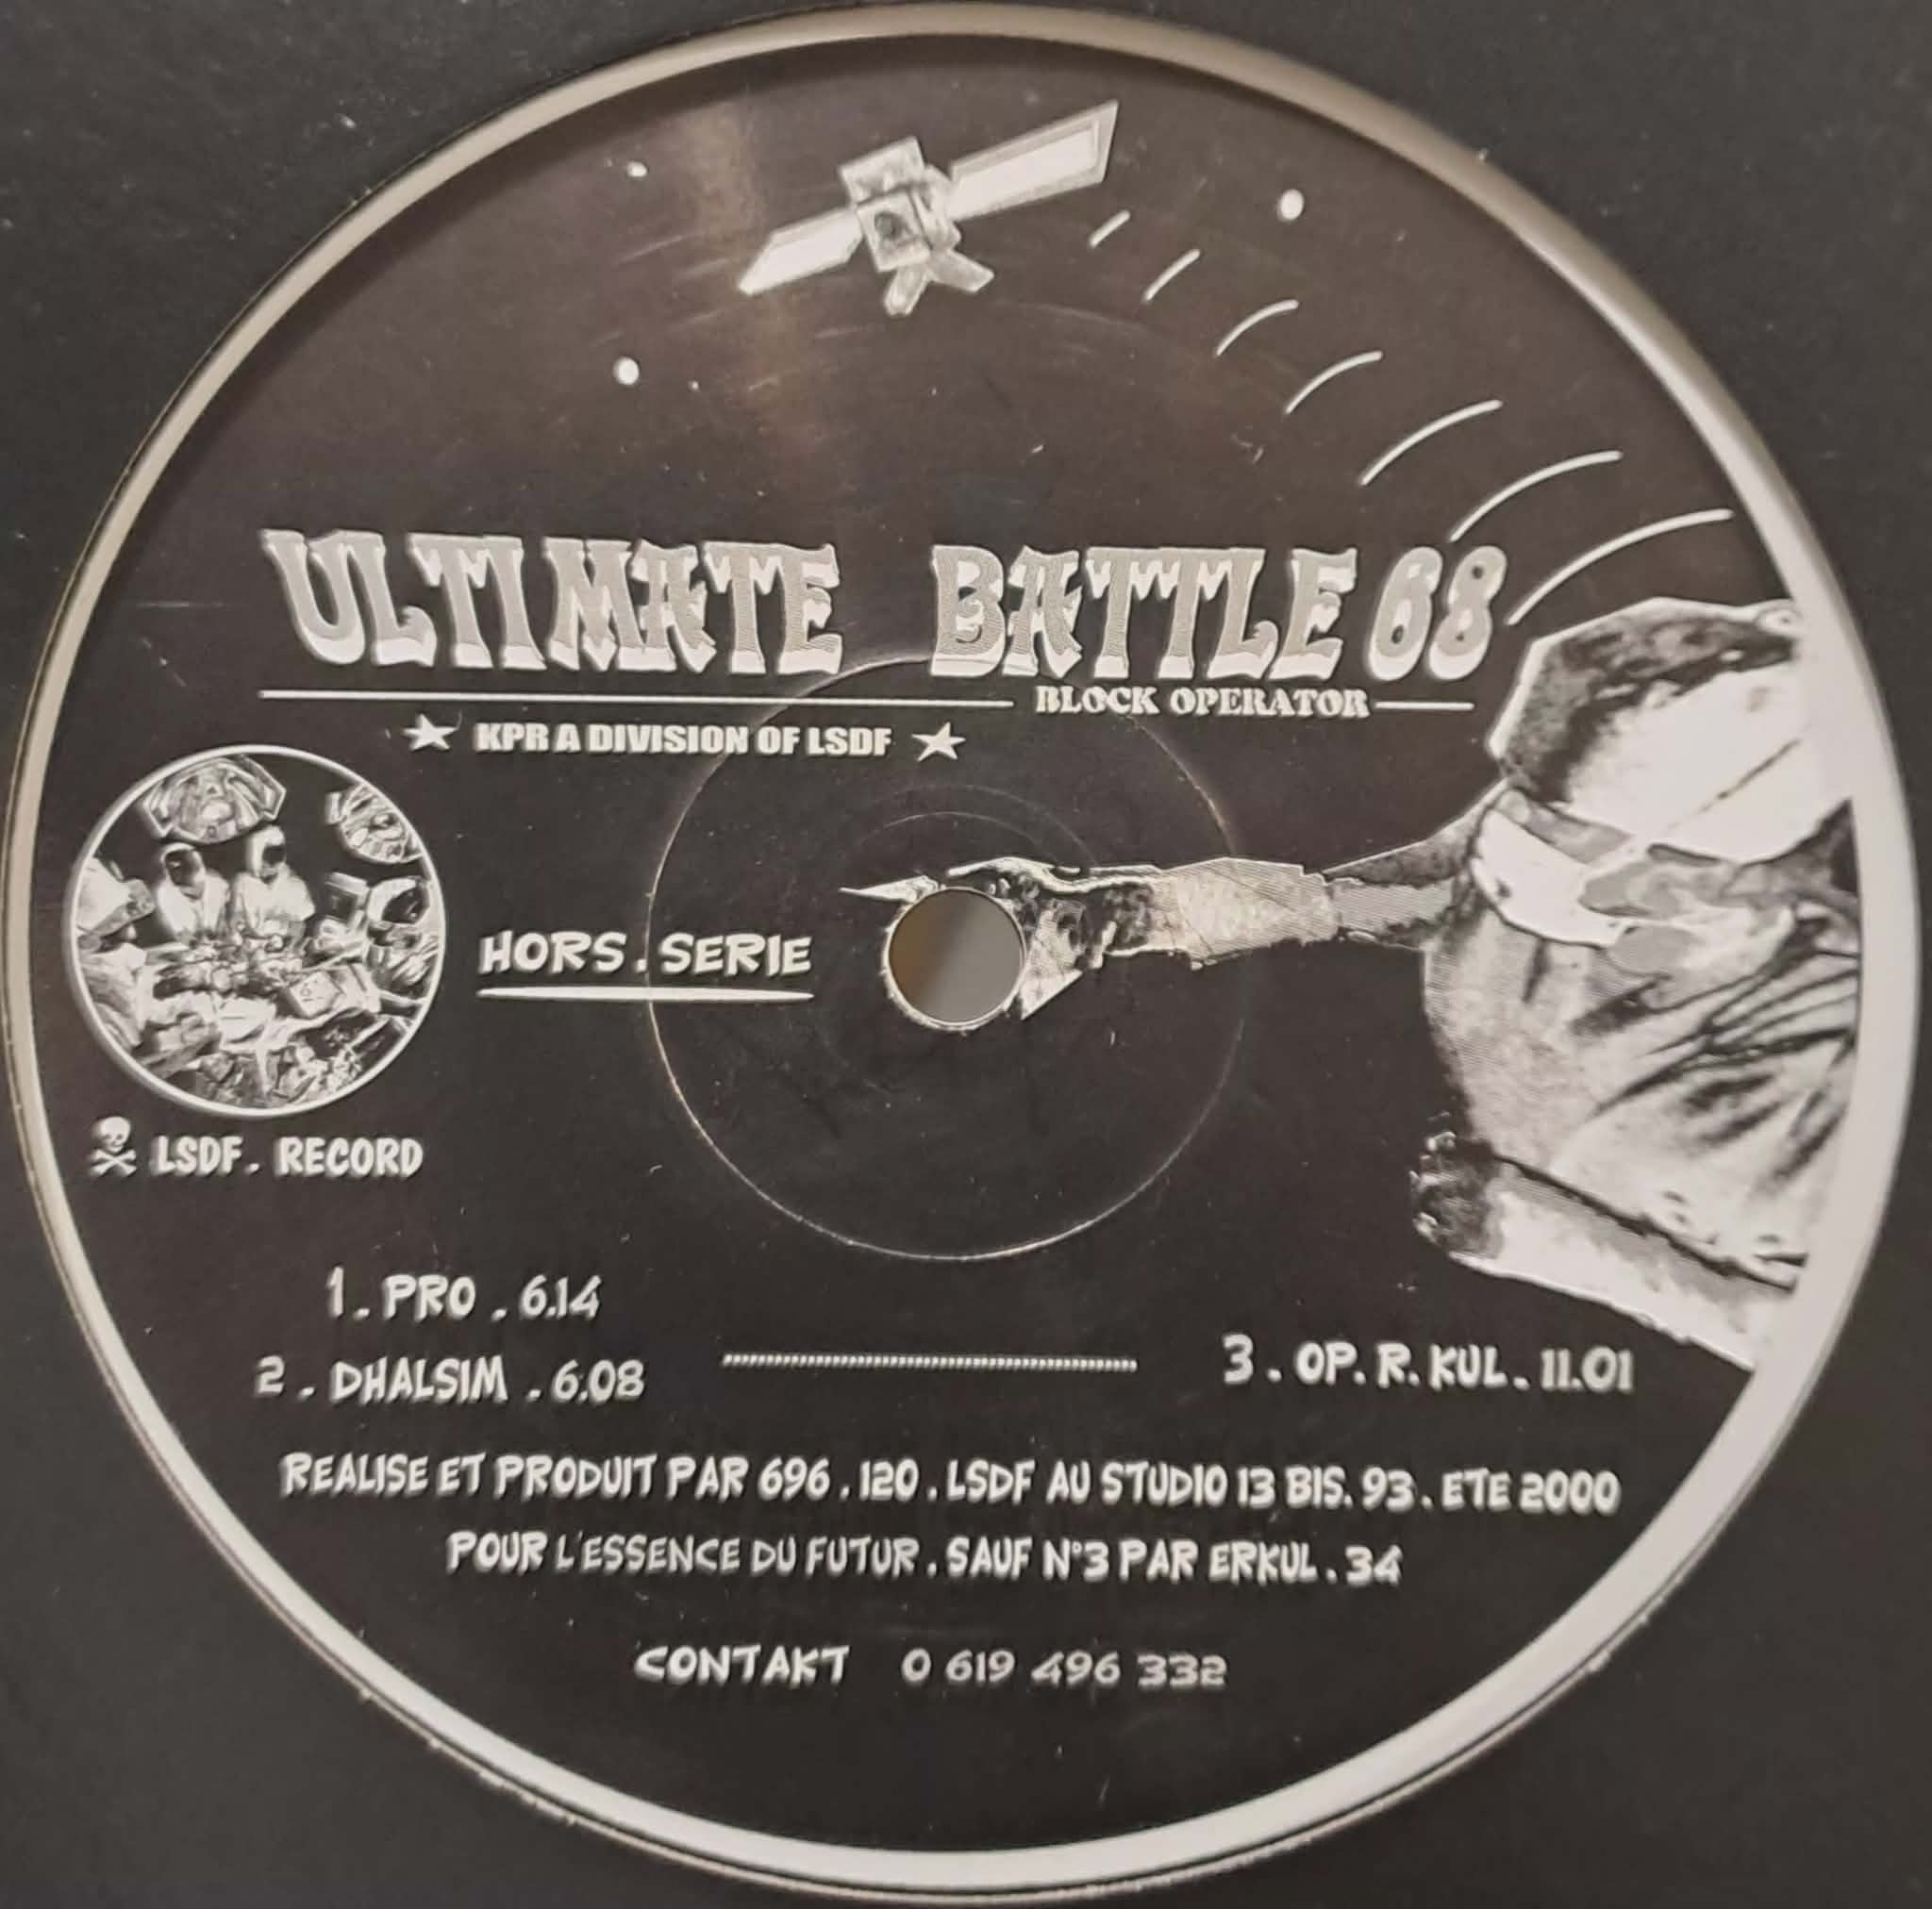 ULTIMATE BATTLE 68
BLOCK OPERATOR
KPR A DIVISION OF LSDF
HORS . SERIE
LSDF . RECORD
1 . PRO . 6.14
2 . DHALSIM . 6.08
3 . OP. R. KUL . 11.01
REALISE ET PRODUIT PAR 696 . 120 . LSDF AU STUDIO 13 BIS. 93 . ETE 2000
POUR L'ESSENCE DU FUTUR . SAUF N°3 PAR ERKUL . 34
CONTAKT 0 619 496 332